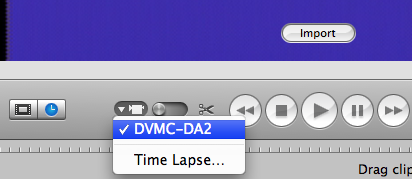 Import
DVMC-DA2
Time Lapse...
Drag clip